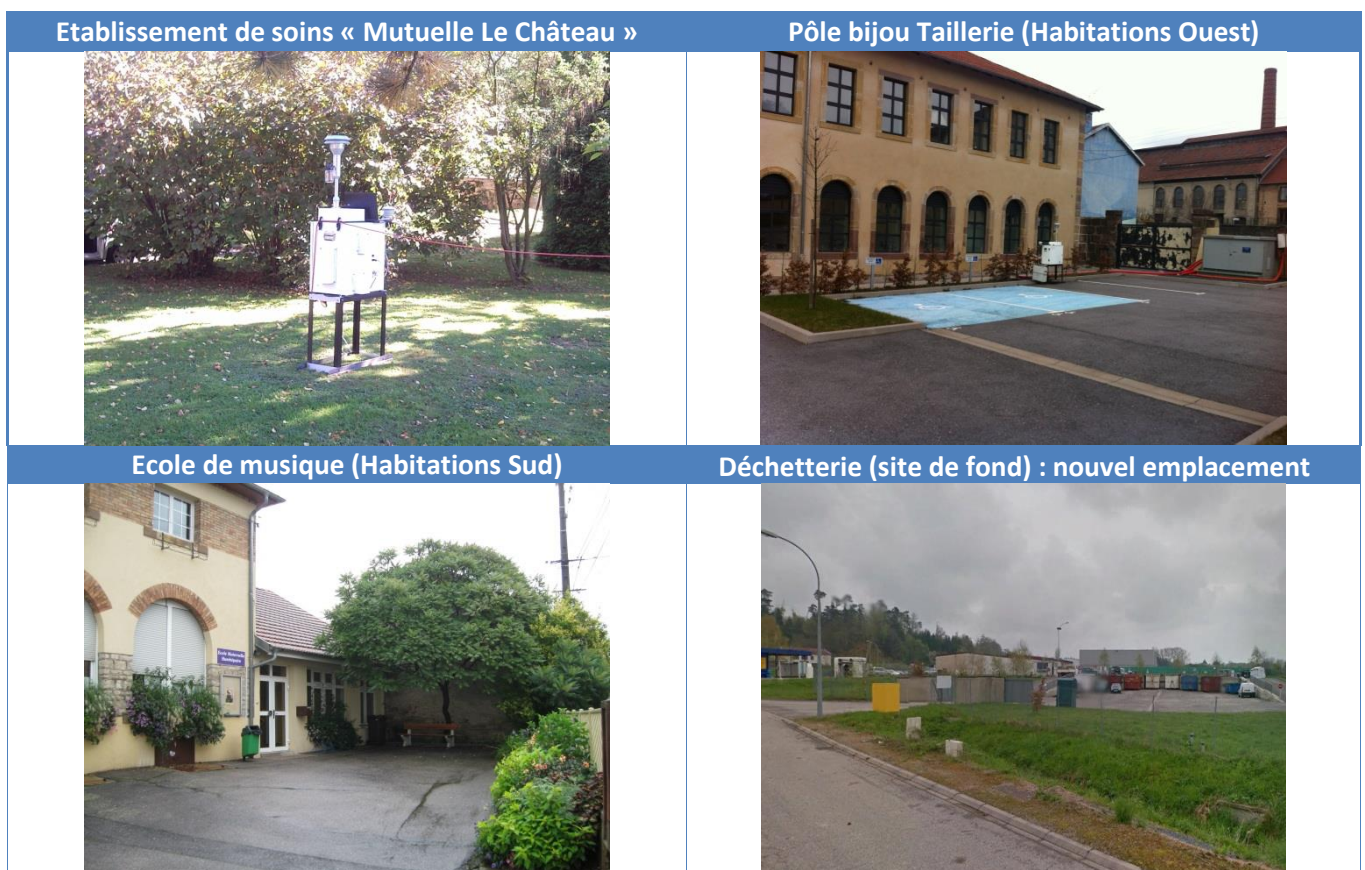 Etablissement de soins « Mutuelle Le Château »
Pôle bijou Taillerie (Habitations Ouest)
Ecole de musique (Habitations Sud)
Déchetterie (site de fond) : nouvel emplacement